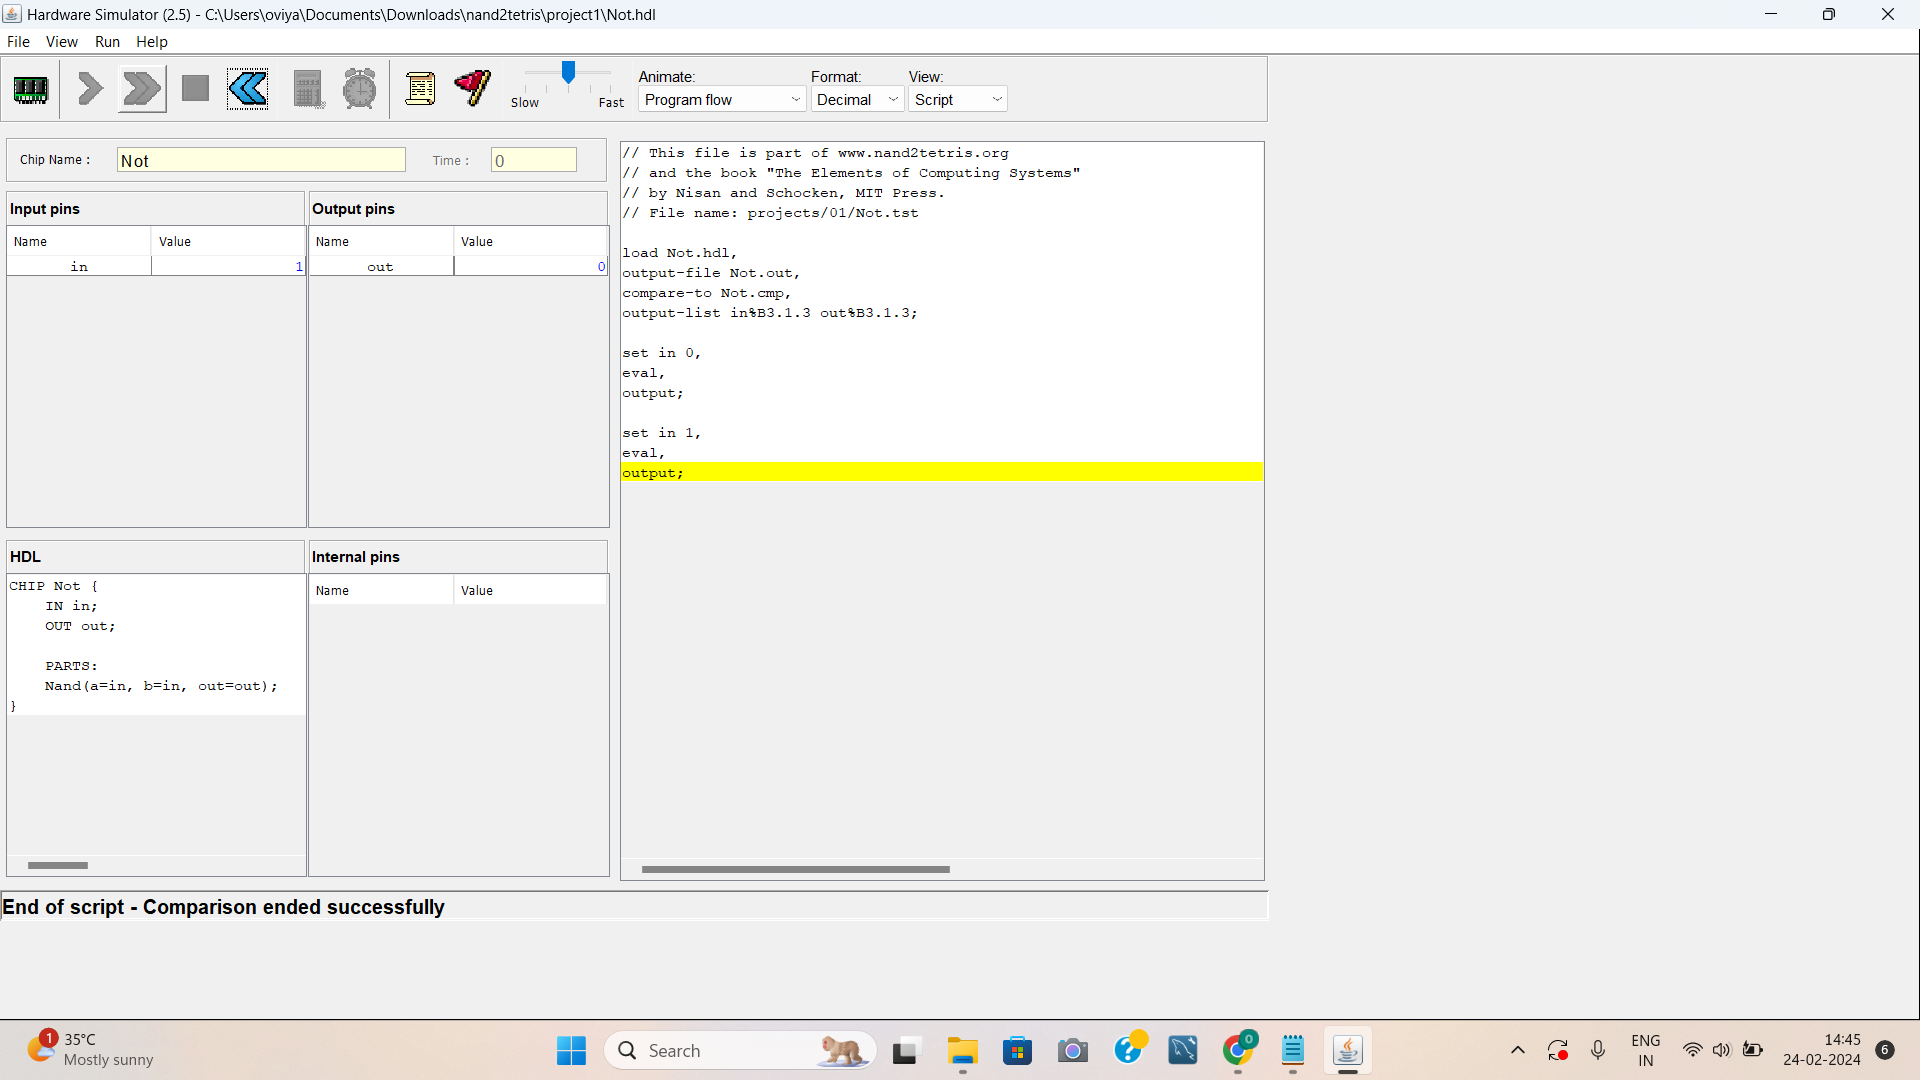 Hardware Simulator (2.5) - C:\Users\oviya\Documents\Downloads\nand2tetris\project1\Not.hdl
File View Run Help
Slow Fast
Animate: Format: View:
Program flow Decimal Script
Chip Name : Not Time : 0
Input pins Output pins
Name Value Name Value
in 1 out 0
// This file is part of www.nand2tetris.org
// and the book "The Elements of Computing Systems"
// by Nisan and Schocken, MIT Press.
// File name: projects/01/Not.tst
load Not.hdl,
output-file Not.out,
compare-to Not.cmp,
output-list in%B3.1.3 out%B3.1.3;
set in 0,
eval,
output;
set in 1,
eval,
output;
HDL Internal pins
Name Value
CHIP Not {
IN in;
OUT out;
PARTS:
Nand(a=in, b=in, out=out);
}
End of script - Comparison ended successfully
1
35°C
Mostly sunny
Search
0
ENG
IN
14:45
24-02-2024
6